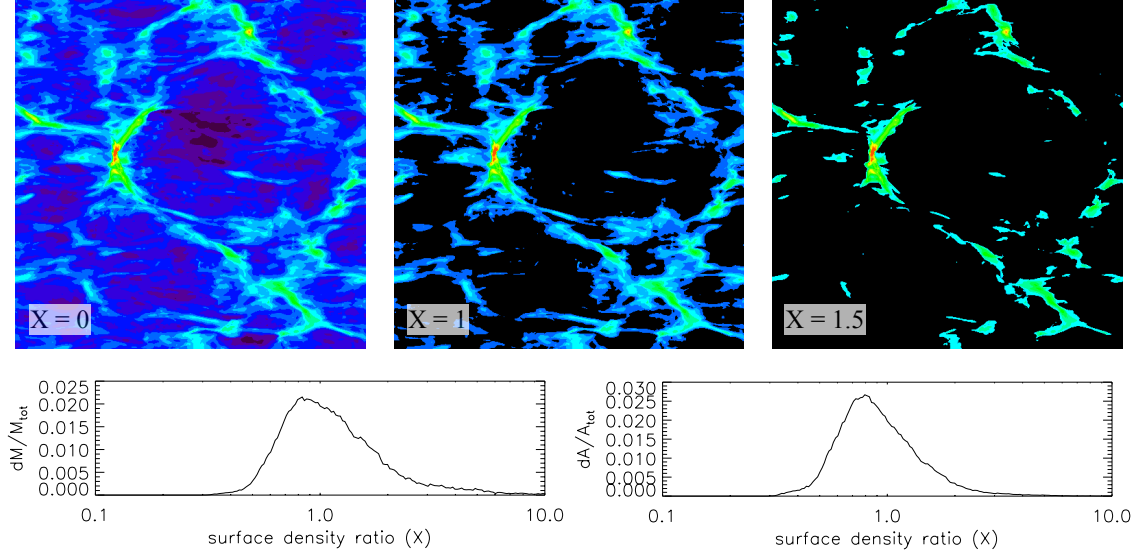 X = 0
X = 1
X = 1.5
dM/M_tot
0.025
0.020
0.015
0.010
0.005
0.000
0.1
1.0
10.0
surface density ratio (X)
dA/A_tot
0.030
0.025
0.020
0.015
0.010
0.005
0.000
0.1
1.0
10.0
surface density ratio (X)